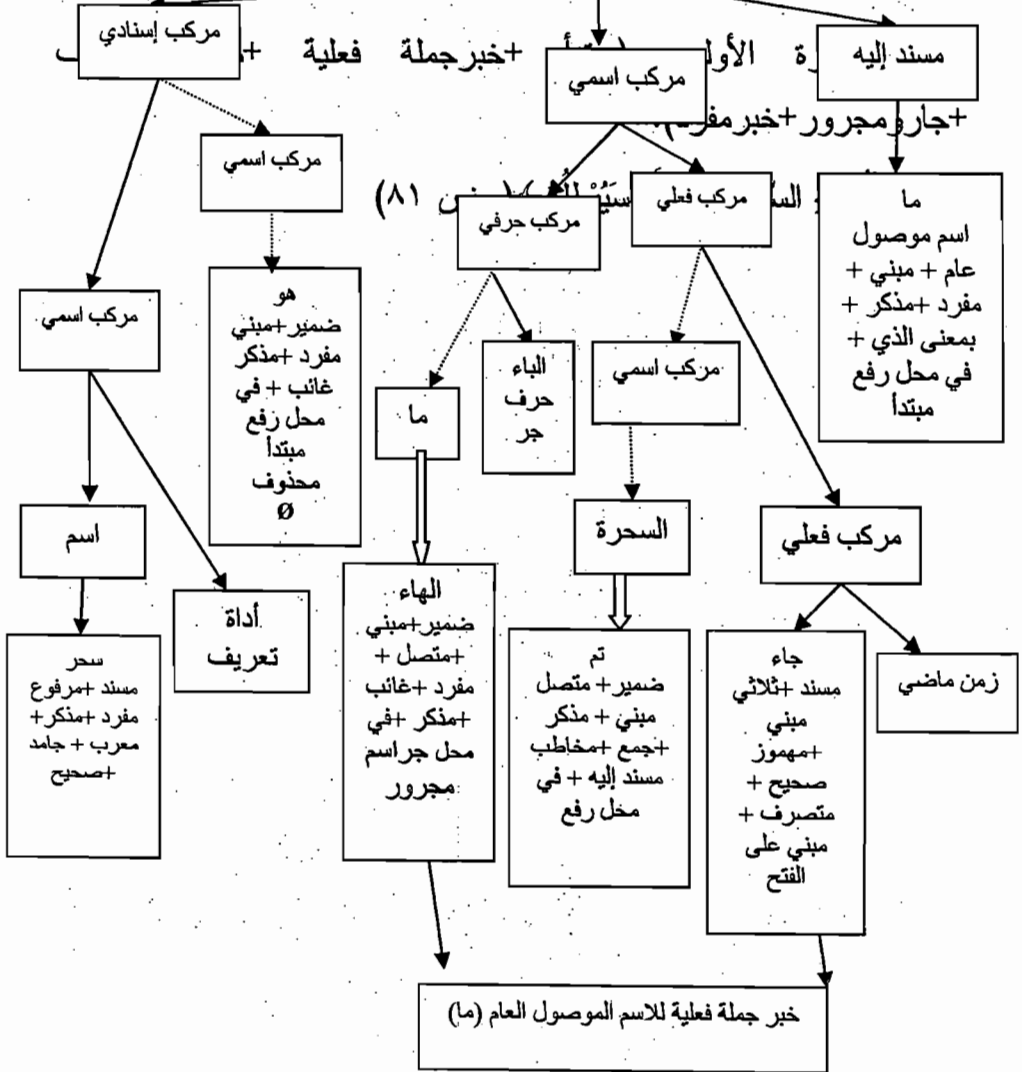 مركب إسنادي
مسند إليه
مركب اسمي
+خبر جملة فعلية
+جار ومجرور+خبر
مركب اسمي
مركب فعلي
مركب حرفي
(٨١
ما
اسم موصول
عام + مبني +
مفرد +مذكر +
بمعنى الذي +
في محل رفع
مبتدأ
هو
ضمير+مبني
مفرد +مذكر
غائب + في
محل رفع
مبتدأ
محذوف
Ø
مركب اسمي
الباء
حرف
جر
مركب اسمي
ما
اسم
السحرة
مركب فعلي
أداة
تعريف
الهاء
ضمير+مبني
+متصل +
مفرد +غائب
+مذكر +في
محل جر اسم
مجرور
تم
ضمير+ متصل
مبني + مذكر
+جمع +مخاطب
مسند إليه + في
محل رفع
جاء
مسند +ثلاثي
مبني
+مهموز
صحيح +
متصرف +
مبني على
الفتح
زمن ماضي
سحر
مسند +مرفوع
مفرد +مذكر+
معرب + جامد
+صحيح
خبر جملة فعلية للاسم الموصول العام (ما)